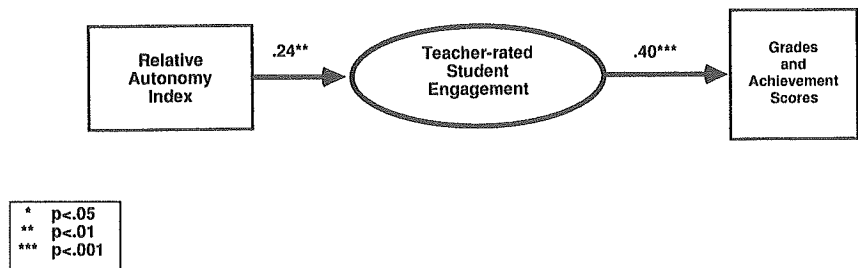 Relative
Autonomy
Index
.24**
Teacher-rated
Student
Engagement
.40***
Grades
and
Achievement
Scores
* p<.05
** p<.01
*** p<.001